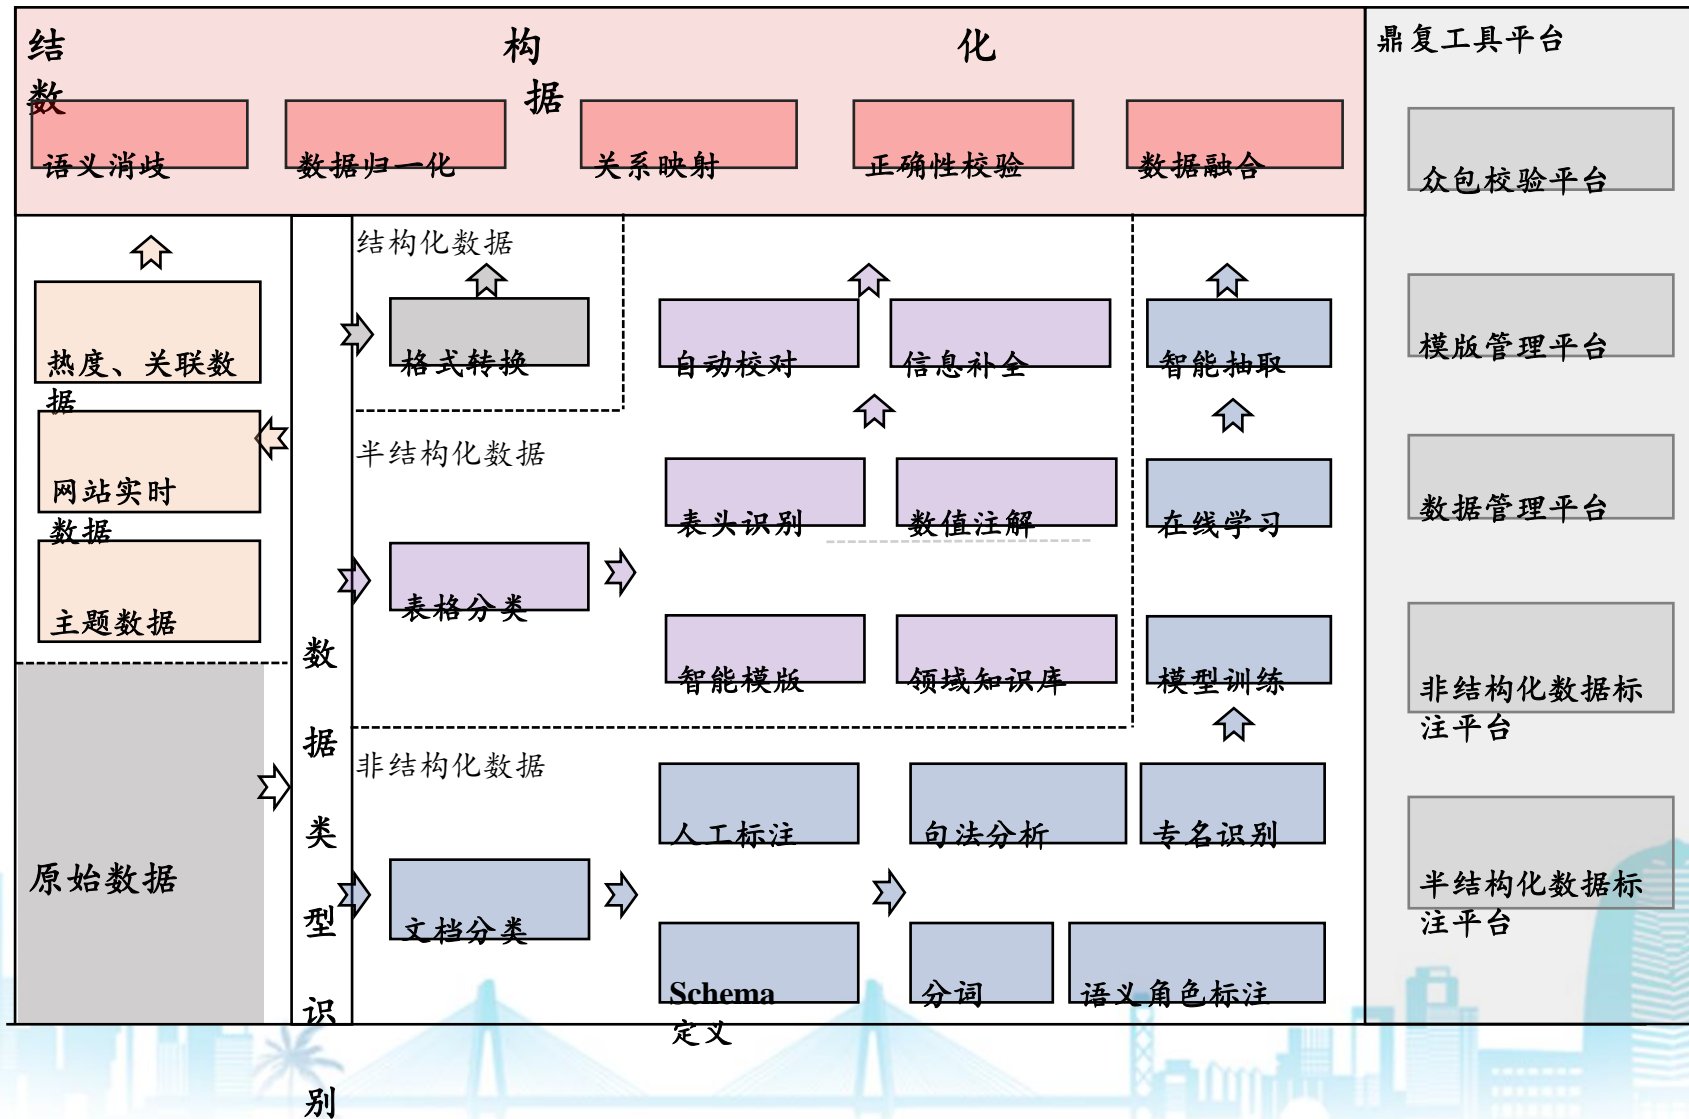 结 构 化
数 据
语义消歧
数据归一化
关系映射
正确性校验
数据融合
热度、关联数
据
网站实时
数据
主题数据
原始数据
数
据
类
型
识
别
结构化数据
格式转换
半结构化数据
表格分类
自动校对
信息补全
表头识别
数值注解
智能模版
领域知识库
智能抽取
在线学习
模型训练
非结构化数据
文档分类
人工标注
句法分析
专名识别
Schema
定义
分词
语义角色标注
鼎复工具平台
众包校验平台
模版管理平台
数据管理平台
非结构化数据标
注平台
半结构化数据标
注平台